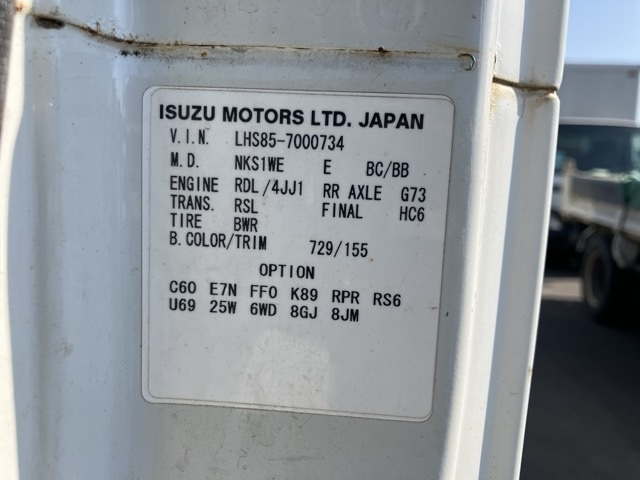 ISUZU MOTORS LTD. JAPAN
V.I.N. LHS85-7000734
M.D. NKS1WE E BC/BB
ENGINE RDL/4JJ1 RR AXLE G73
TRANS. RSL FINAL HC6
TIRE BWR
B.COLOR/TRIM 729/155
OPTION
C60 E7N FF0 K89 RPR RS6
U69 25W 6WD 8GJ 8JM